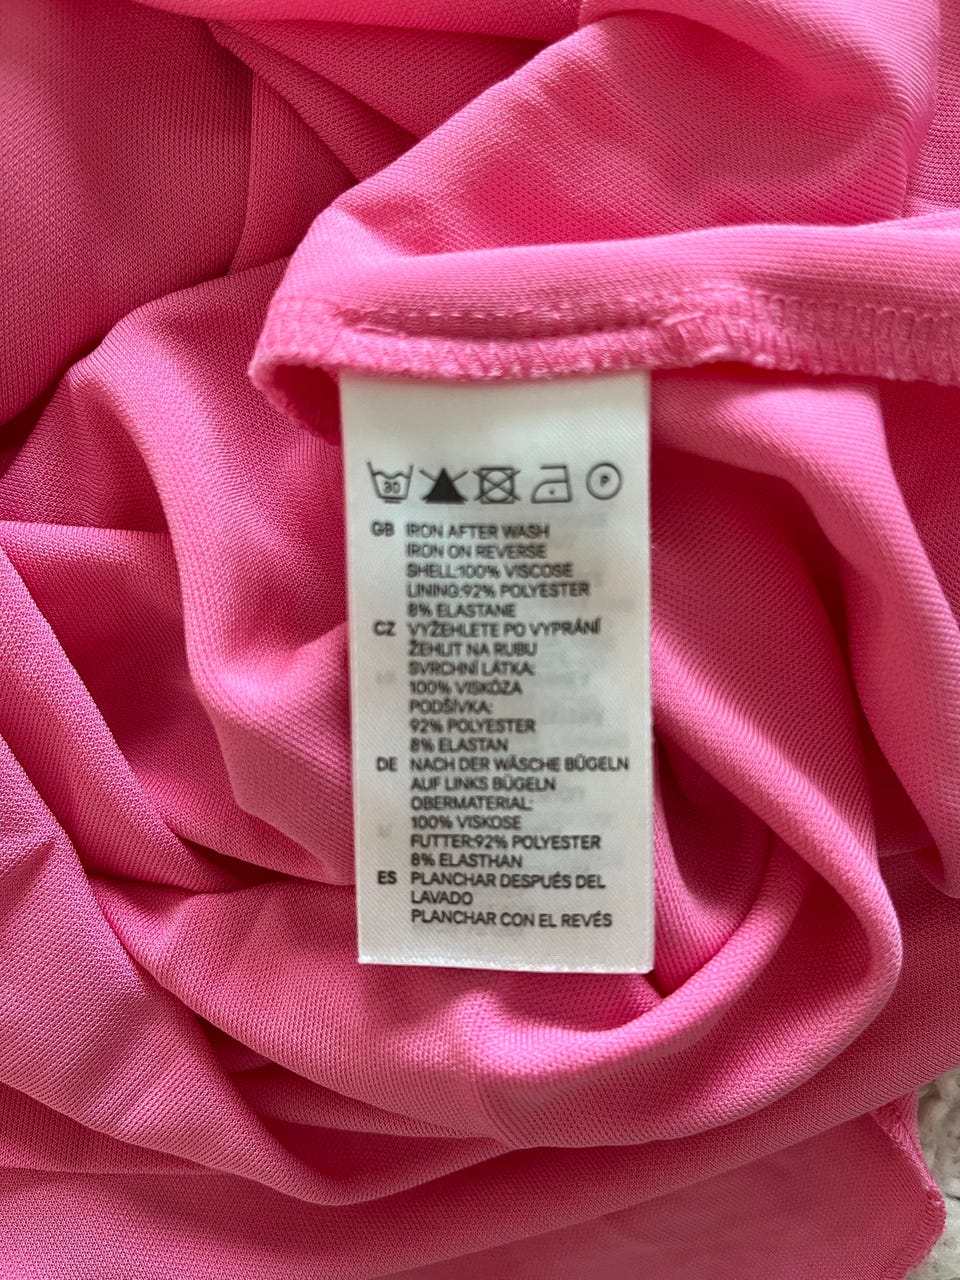 30 P
GB IRON AFTER WASH
IRON ON REVERSE
SHELL:100% VISCOSE
LINING:92% POLYESTER
8% ELASTANE
CZ VYŽEHLETE PO VYPRÁNÍ
ŽEHLIT NA RUBU
SVRCHNÍ LÁTKA:
100% VISKÓZA
PODŠÍVKA:
92% POLYESTER
8% ELASTAN
DE NACH DER WÄSCHE BÜGELN
AUF LINKS BÜGELN
OBERMATERIAL:
100% VISKOSE
FUTTER:92% POLYESTER
8% ELASTHAN
ES PLANCHAR DESPUÉS DEL
LAVADO
PLANCHAR CON EL REVÉS